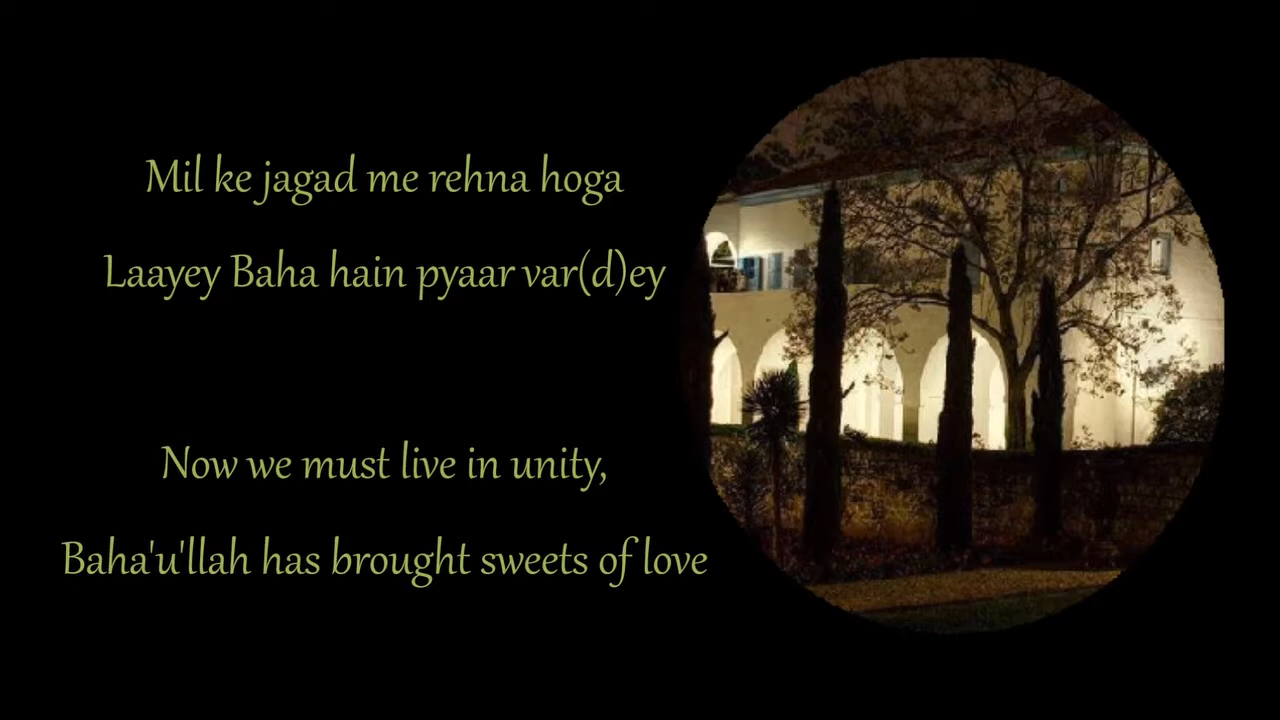 Mil ke jagad me rehna hoga
Laayey Baha hain pyaar var(d)ey
Now we must live in unity,
Baha'u'llah has brought sweets of love